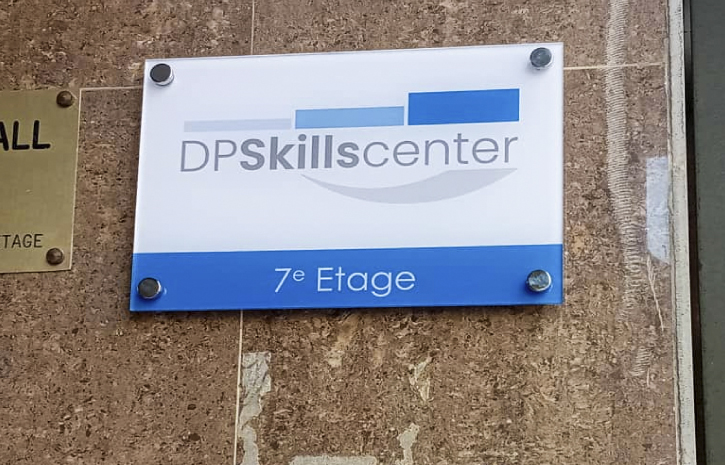 ALL
TAGE
DPSkillscenter
7e Etage